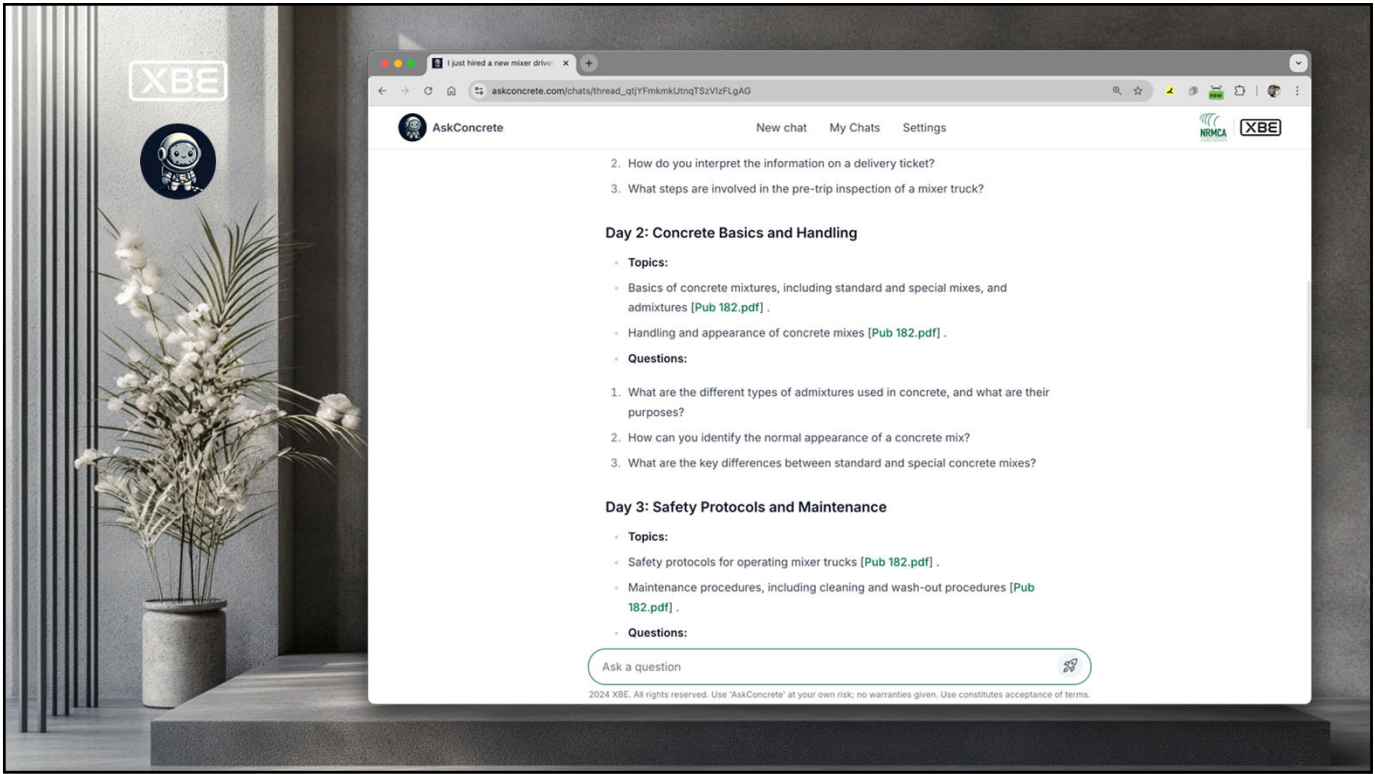 XBE
I just hired a new mixer drive
askconcrete.com/chats/thread_qtjYFmkmkUtnqTSzVlzFLgAG
new
AskConcrete
New chat
My Chats
Settings
NRMCA
XBE
2. How do you interpret the information on a delivery ticket?
3. What steps are involved in the pre-trip inspection of a mixer truck?
Day 2: Concrete Basics and Handling
Topics:
Basics of concrete mixtures, including standard and special mixes, and
admixtures [Pub 182.pdf] .
Handling and appearance of concrete mixes [Pub 182.pdf] .
Questions:
1. What are the different types of admixtures used in concrete, and what are their
purposes?
2. How can you identify the normal appearance of a concrete mix?
3. What are the key differences between standard and special concrete mixes?
Day 3: Safety Protocols and Maintenance
Topics:
Safety protocols for operating mixer trucks [Pub 182.pdf] .
Maintenance procedures, including cleaning and wash-out procedures [Pub
182.pdf] .
Questions:
Ask a question
2024 XBE. All rights reserved. Use 'AskConcrete' at your own risk; no warranties given. Use constitutes acceptance of terms.